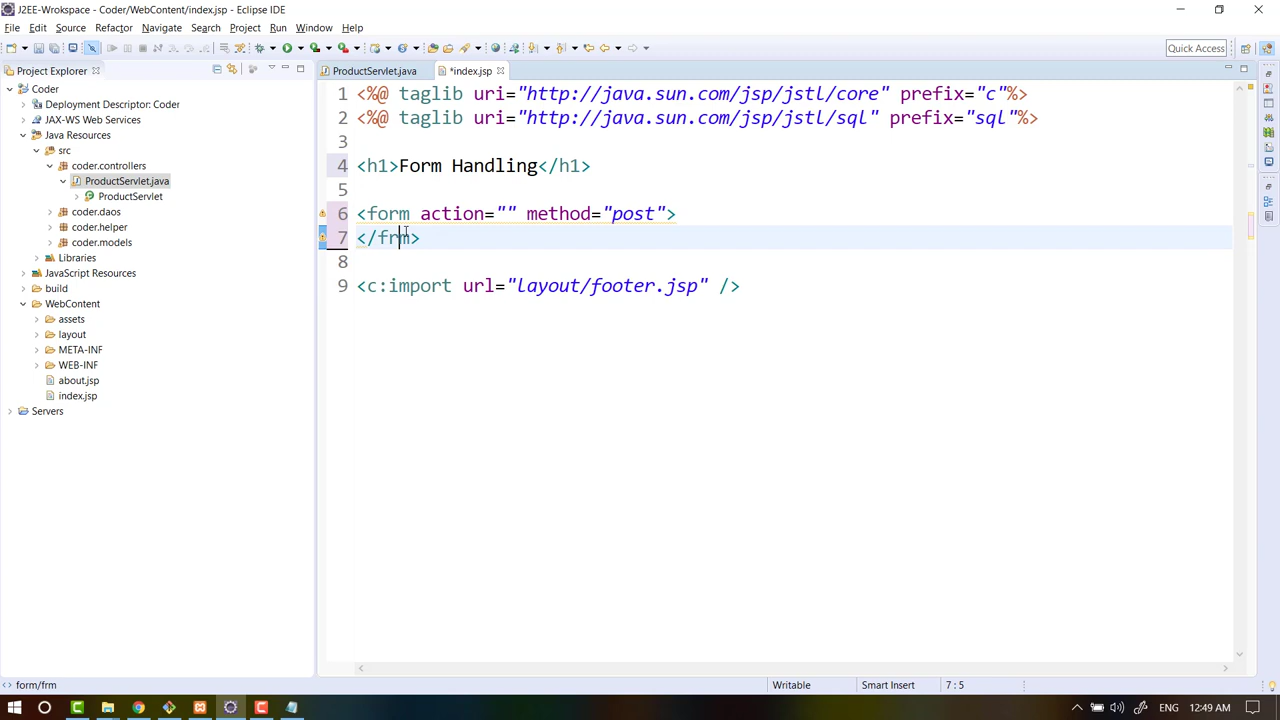 J2EE-Wrokspace - Coder/WebContent/index.jsp - Eclipse IDE
File Edit Source Refactor Navigate Search Project Run Window Help
Quick Access
Project Explorer
ProductServlet.java
*index.jsp
Coder
Deployment Descriptor: Coder
JAX-WS Web Services
Java Resources
src
coder.controllers
ProductServlet.java
ProductServlet
coder.daos
coder.helper
coder.models
Libraries
JavaScript Resources
build
WebContent
assets
layout
META-INF
WEB-INF
about.jsp
index.jsp
Servers
1 <%@ taglib uri="http://java.sun.com/jsp/jstl/core" prefix="c"%>
2 <%@ taglib uri="http://java.sun.com/jsp/jstl/sql" prefix="sql"%>
3
4 <h1>Form Handling</h1>
5
6 <form action="" method="post">
7 </frm>
8
9 <c:import url="layout/footer.jsp" />
form/frm
Writable
Smart Insert
7 : 5
ENG
12:49 AM